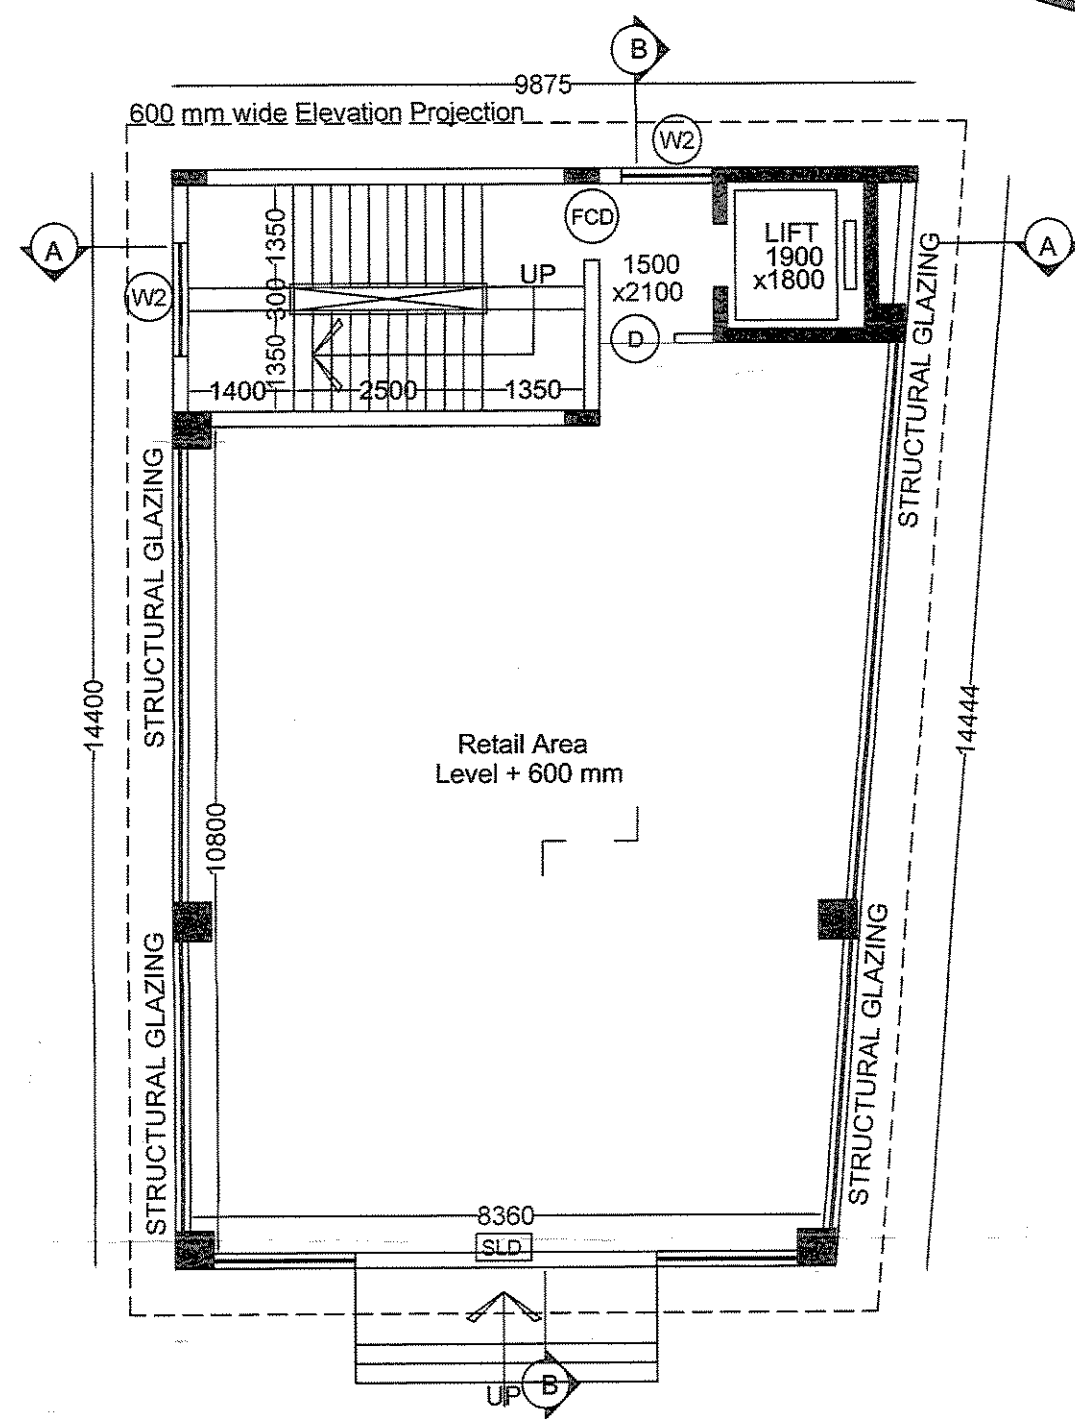 B
9875
600 mm wide Elevation Projection
W2
FCD
A
1350
LIFT
1900
x1800
A
UP
1500
x2100
W2
300
D
1350
1400
2500
1350
STRUCTURAL GLAZING
STRUCTURAL GLAZING
14400
14444
Retail Area
Level + 600 mm
10800
STRUCTURAL GLAZING
STRUCTURAL GLAZING
8360
SLD
UP
B